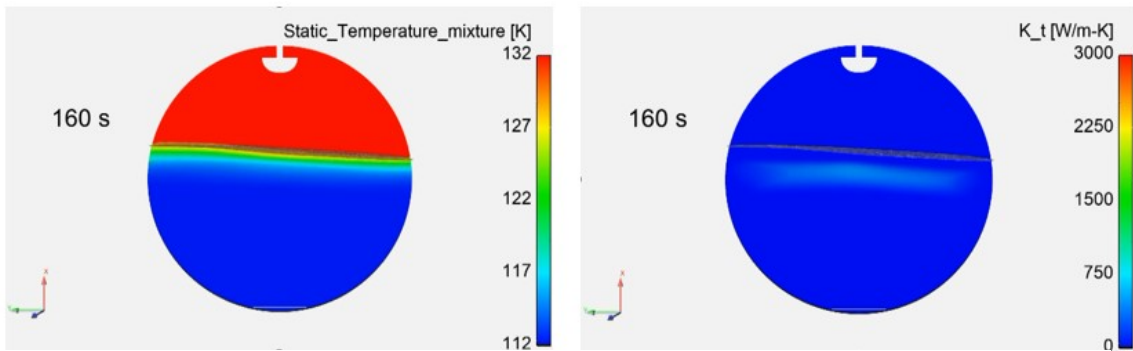 Static_Temperature_mixture [K]
132
127
122
117
112
160 s
x
K_t [W/m-K]
3000
2250
1500
750
0
160 s
x